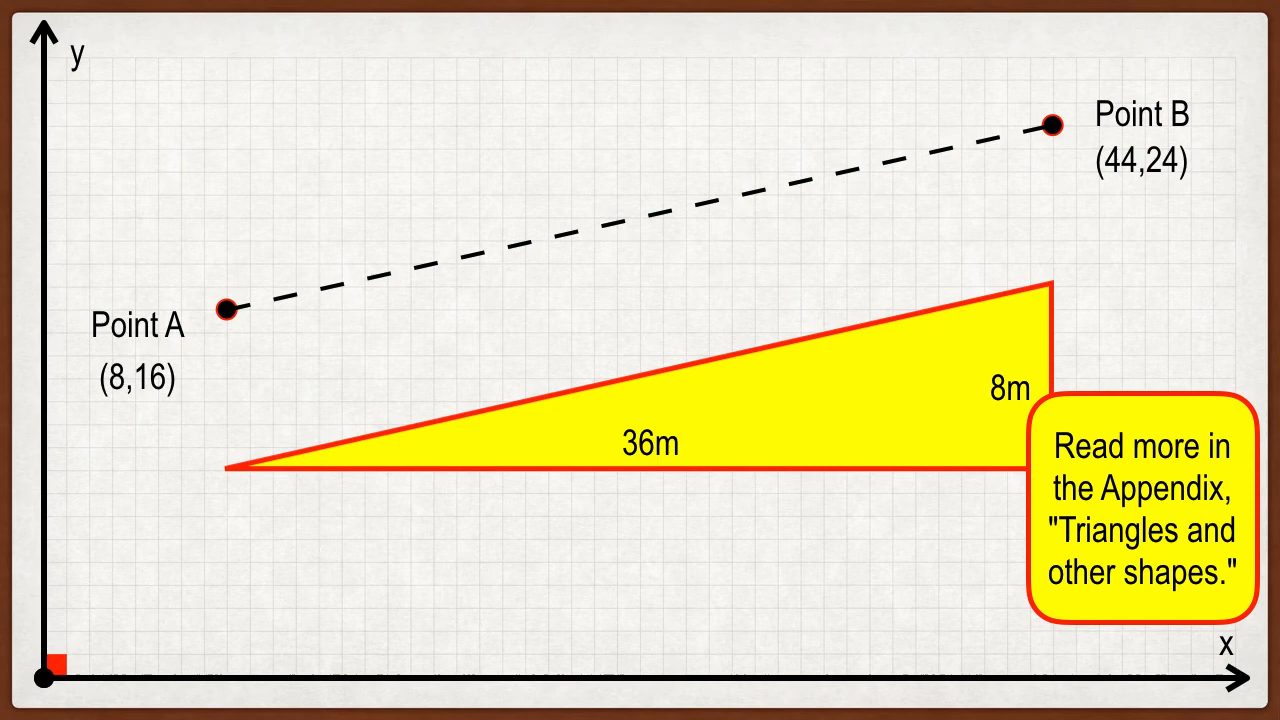 y
Point B
(44,24)
Point A
(8,16)
8m
36m
Read more in
the Appendix,
"Triangles and
other shapes."
x